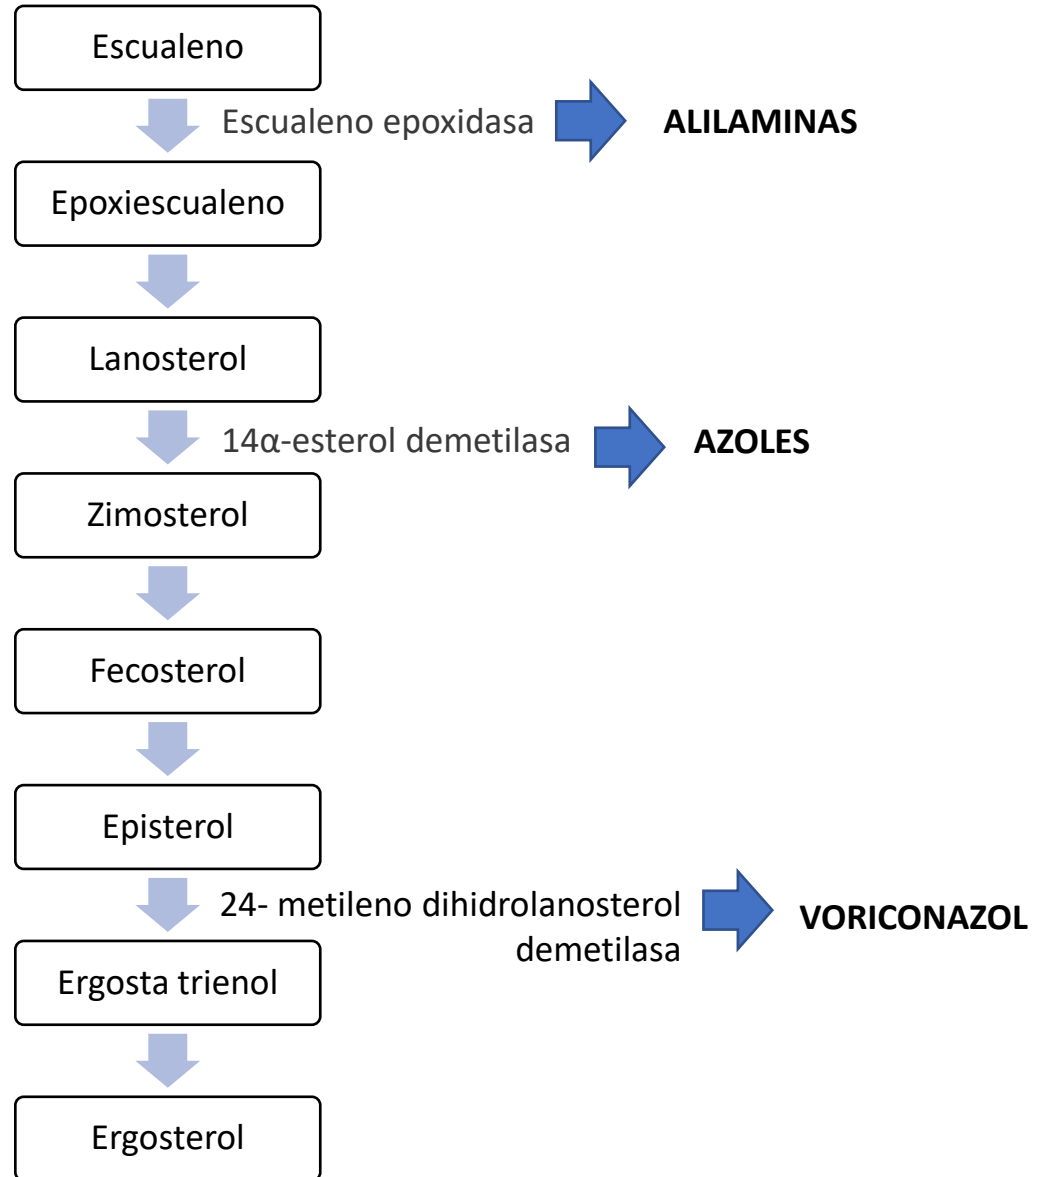 Escualeno
Escualeno epoxidasa
ALILAMINAS
Epoxiescualeno
Lanosterol
14α-esterol demetilasa
AZOLES
Zimosterol
Fecosterol
Episterol
24- metileno dihidrolanosterol
demetilasa
VORICONAZOL
Ergosta trienol
Ergosterol